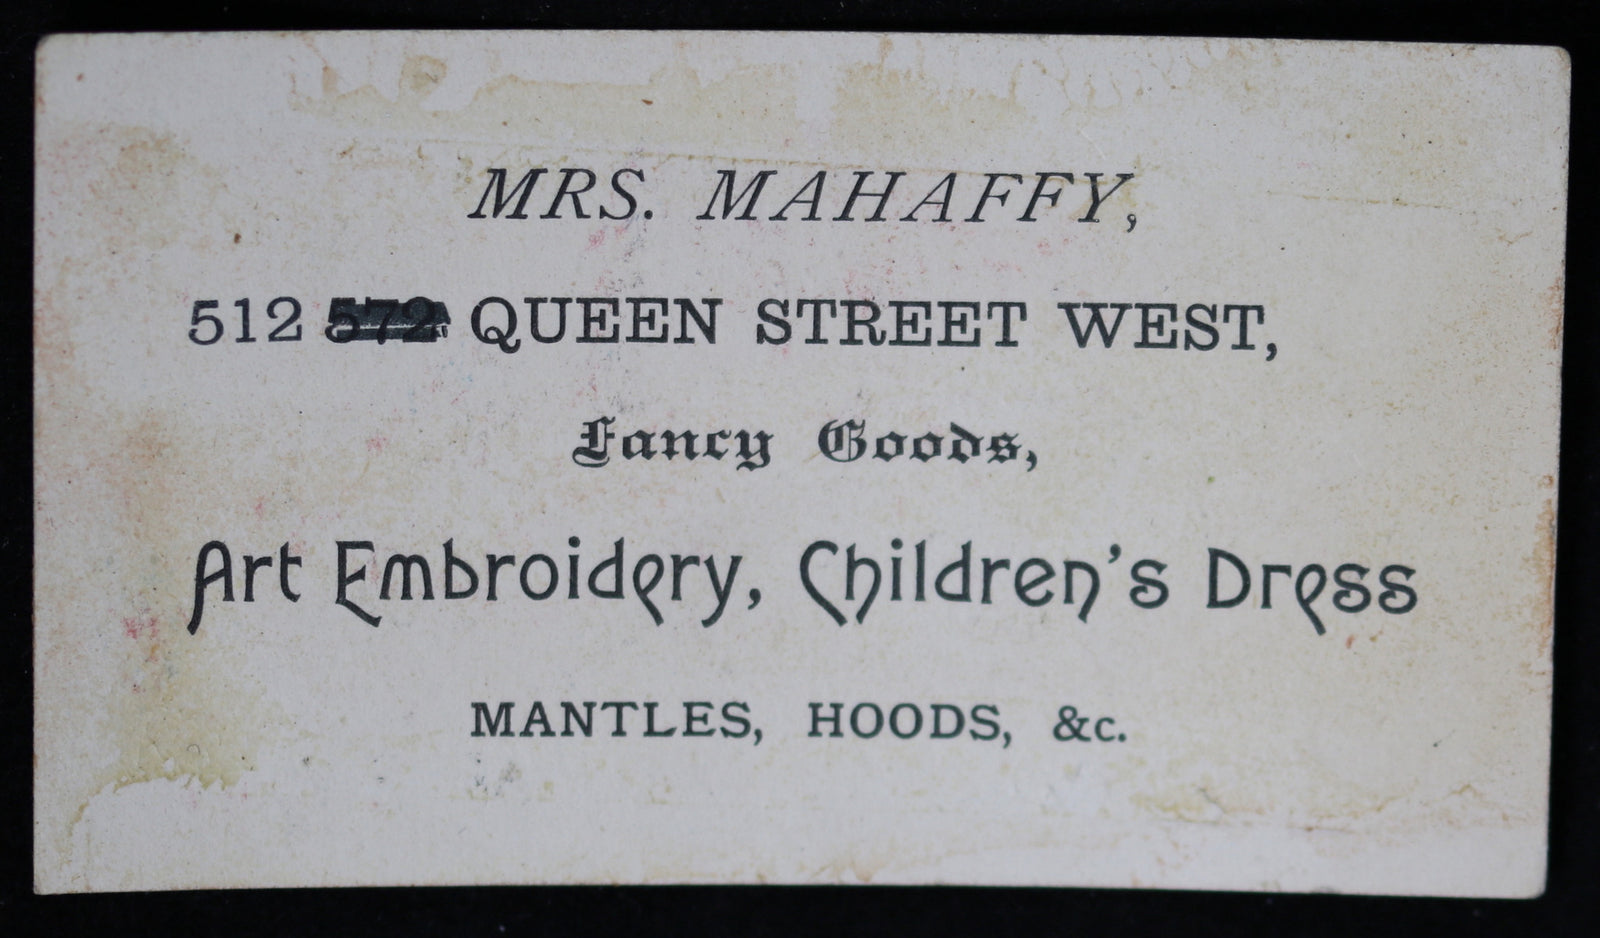 MRS. MAHAFFY,
512 572 QUEEN STREET WEST,
Fancy Goods,
Art Embroidery, Children's Dress
MANTLES, HOODS, &c.